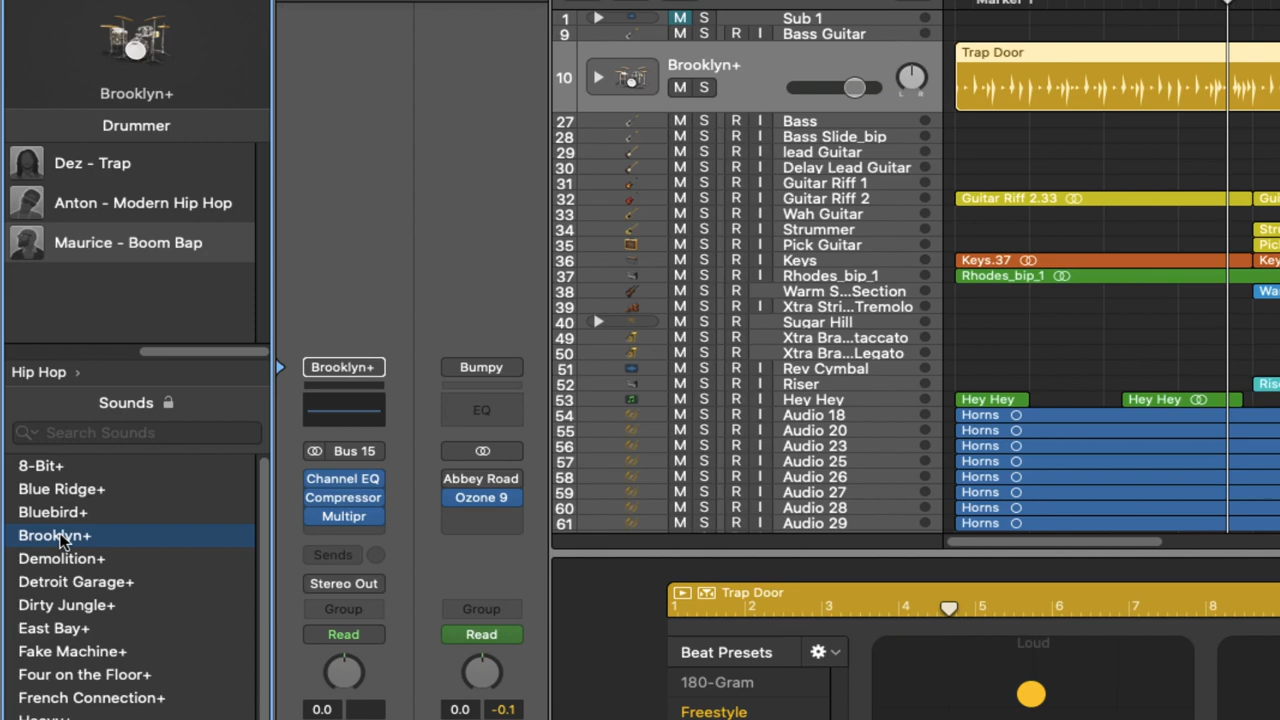 Brooklyn+
Drummer
Dez - Trap
Anton - Modern Hip Hop
Maurice - Boom Bap
Hip Hop ›
Sounds
Search Sounds
8-Bit+
Blue Ridge+
Bluebird+
Brooklyn+
Demolition+
Detroit Garage+
Dirty Jungle+
East Bay+
Fake Machine+
Four on the Floor+
French Connection+
Brooklyn+
Bus 15
Channel EQ
Compressor
Multipr
Sends
Stereo Out
Group
Read
0.0
Bumpy
EQ
Abbey Road
Ozone 9
Group
Read
0.0 -0.1
1 M S Sub 1
9 M S R I Bass Guitar
10 Brooklyn+
M S
L R
27 M S R I Bass
28 M S R I Bass Slide_bip
29 M S R I lead Guitar
30 M S R I Delay Lead Guitar
31 M S R I Guitar Riff 1
32 M S R I Guitar Riff 2
33 M S R I Wah Guitar
34 M S R I Strummer
35 M S R I Pick Guitar
36 M S R I Keys
37 M S R I Rhodes_bip_1
38 M S R Warm S...Section
39 M S R I Xtra Stri...Tremolo
40 M S R Sugar Hill
49 M S R Xtra Bra...taccato
50 M S R Xtra Bra...Legato
51 M S R I Rev Cymbal
52 M S R I Riser
53 M S R I Hey Hey
54 M S R I Audio 18
55 M S R I Audio 20
56 M S R I Audio 23
57 M S R I Audio 25
58 M S R I Audio 26
59 M S R I Audio 27
60 M S R I Audio 28
61 M S R I Audio 29
Trap Door
Guitar Riff 2.33 Gui
Stru
Pick
Keys.37 Key
Rhodes_bip_1
Wa
Rise
Hey Hey Hey Hey
Horns
Horns
Horns
Horns
Horns
Horns
Horns
Horns
Trap Door
1 2 3 4 5 6 7 8
Beat Presets
180-Gram
Freestyle
Loud